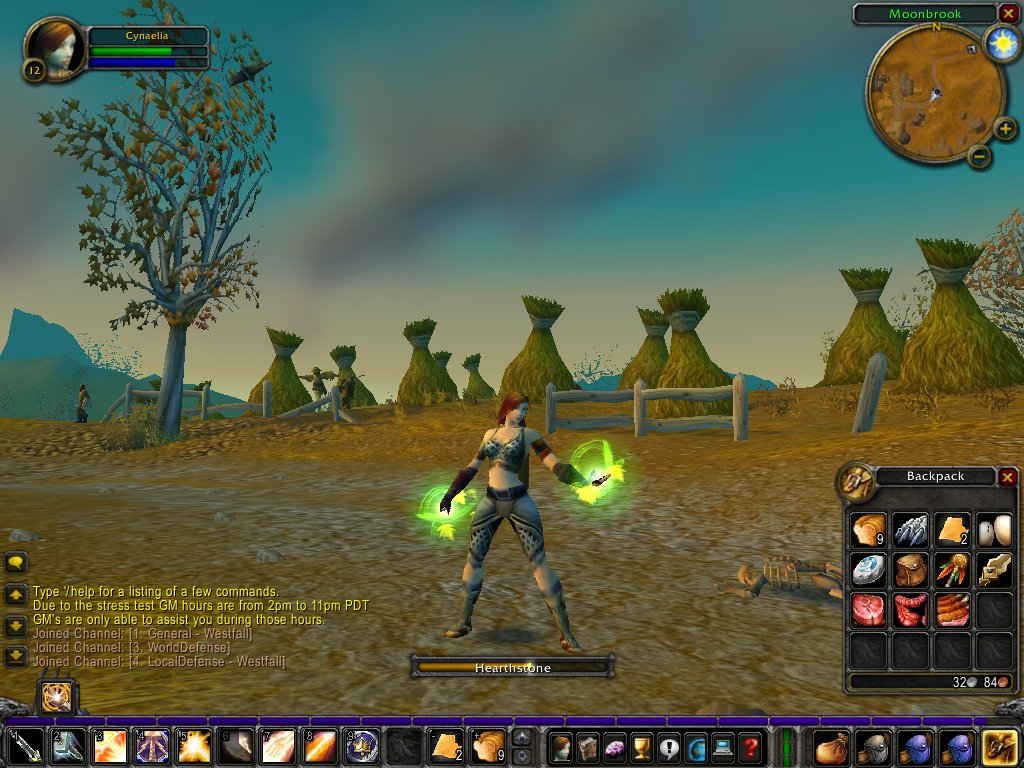 Cynaelia
12
Moonbrook
N
Backpack
9
2
Type '/help for a listing of a few commands.
Due to the stress test GM hours are from 2pm to 11pm PDT
GM's are only able to assist you during those hours.
Joined Channel: [1. General - Westfall]
Joined Channel: [3. WorldDefense]
Joined Channel: [4. LocalDefense - Westfall]
Hearthstone
32 84
1 2 3 4 5 6 7 8 2 9